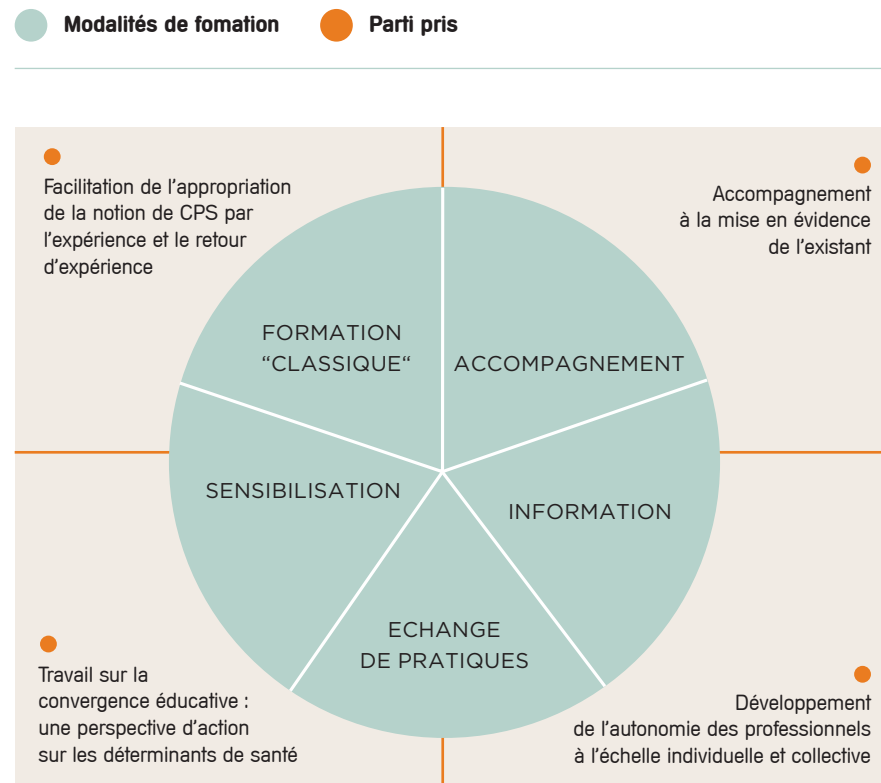 Modalités de fomation
Parti pris
Facilitation de l'appropriation
de la notion de CPS par
l'expérience et le retour
d'expérience
Accompagnement
à la mise en évidence
de l'existant
FORMATION
“CLASSIQUE“
ACCOMPAGNEMENT
SENSIBILISATION
INFORMATION
ECHANGE
DE PRATIQUES
Travail sur la
convergence éducative :
une perspective d'action
sur les déterminants de santé
Développement
de l'autonomie des professionnels
à l'échelle individuelle et collective